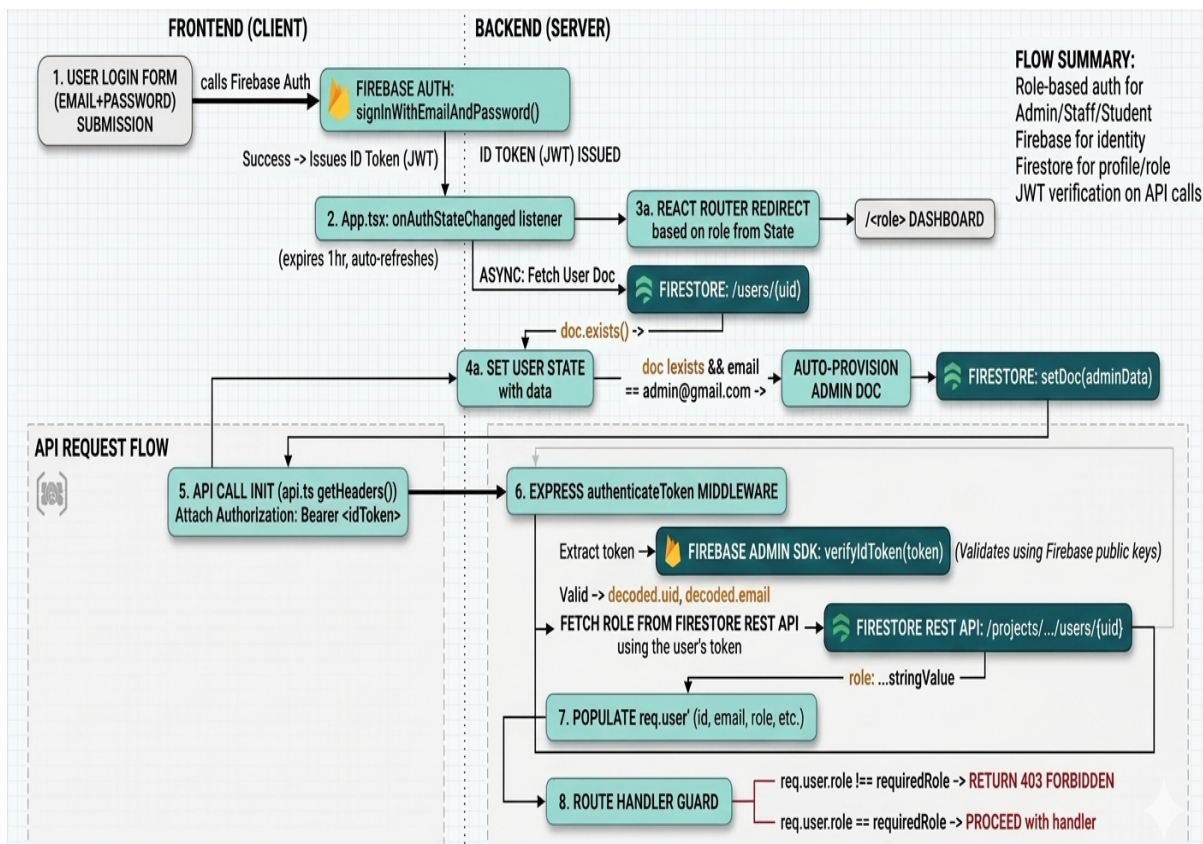 FRONTEND (CLIENT)
BACKEND (SERVER)
1. USER LOGIN FORM
(EMAIL+PASSWORD)
SUBMISSION
calls Firebase Auth
FIREBASE AUTH:
signInWithEmailAndPassword()
FLOW SUMMARY:
Role-based auth for
Admin/Staff/Student
Firebase for identity
Firestore for profile/role
JWT verification on API calls
Success -> Issues ID Token (JWT)
ID TOKEN (JWT) ISSUED
2. App.tsx: onAuthStateChanged listener
(expires 1hr, auto-refreshes)
3a. REACT ROUTER REDIRECT
based on role from State
/<role> DASHBOARD
ASYNC: Fetch User Doc
FIRESTORE: /users/{uid)
doc.exists() ->
4a. SET USER STATE
with data
doc lexists && email
== admin@gmail.com ->
AUTO-PROVISION
ADMIN DOC
FIRESTORE: setDoc(adminData)
API REQUEST FLOW
5. API CALL INIT (api.ts getHeaders())
Attach Authorization: Bearer <idToken>
6. EXPRESS authenticateToken MIDDLEWARE
Extract token
FIREBASE ADMIN SDK: verifyIdToken(token)
(Validates using Firebase public keys)
Valid -> decoded.uid, decoded.email
FETCH ROLE FROM FIRESTORE REST API
using the user's token
FIRESTORE REST API: /projects/.../users/{uid}
role: ...stringValue
7. POPULATE req.user' (id, email, role, etc.)
8. ROUTE HANDLER GUARD
req.user.role !== requiredRole -> RETURN 403 FORBIDDEN
req.user.role == requiredRole -> PROCEED with handler